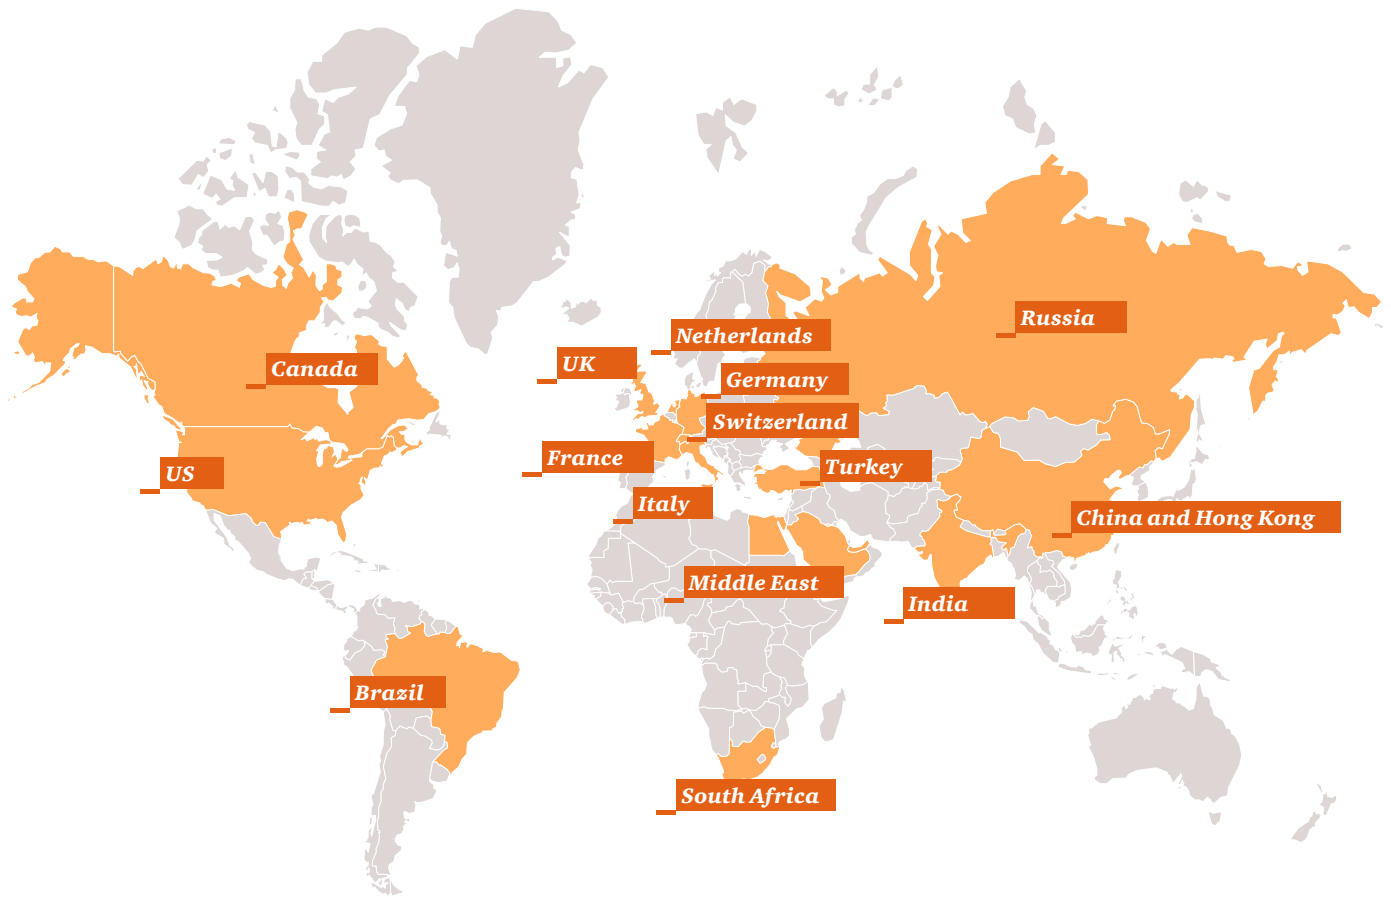 Russia
Netherlands
UK
Canada
Germany
Switzerland
France
Turkey
US
Italy
China and Hong Kong
Middle East
India
Brazil
South Africa